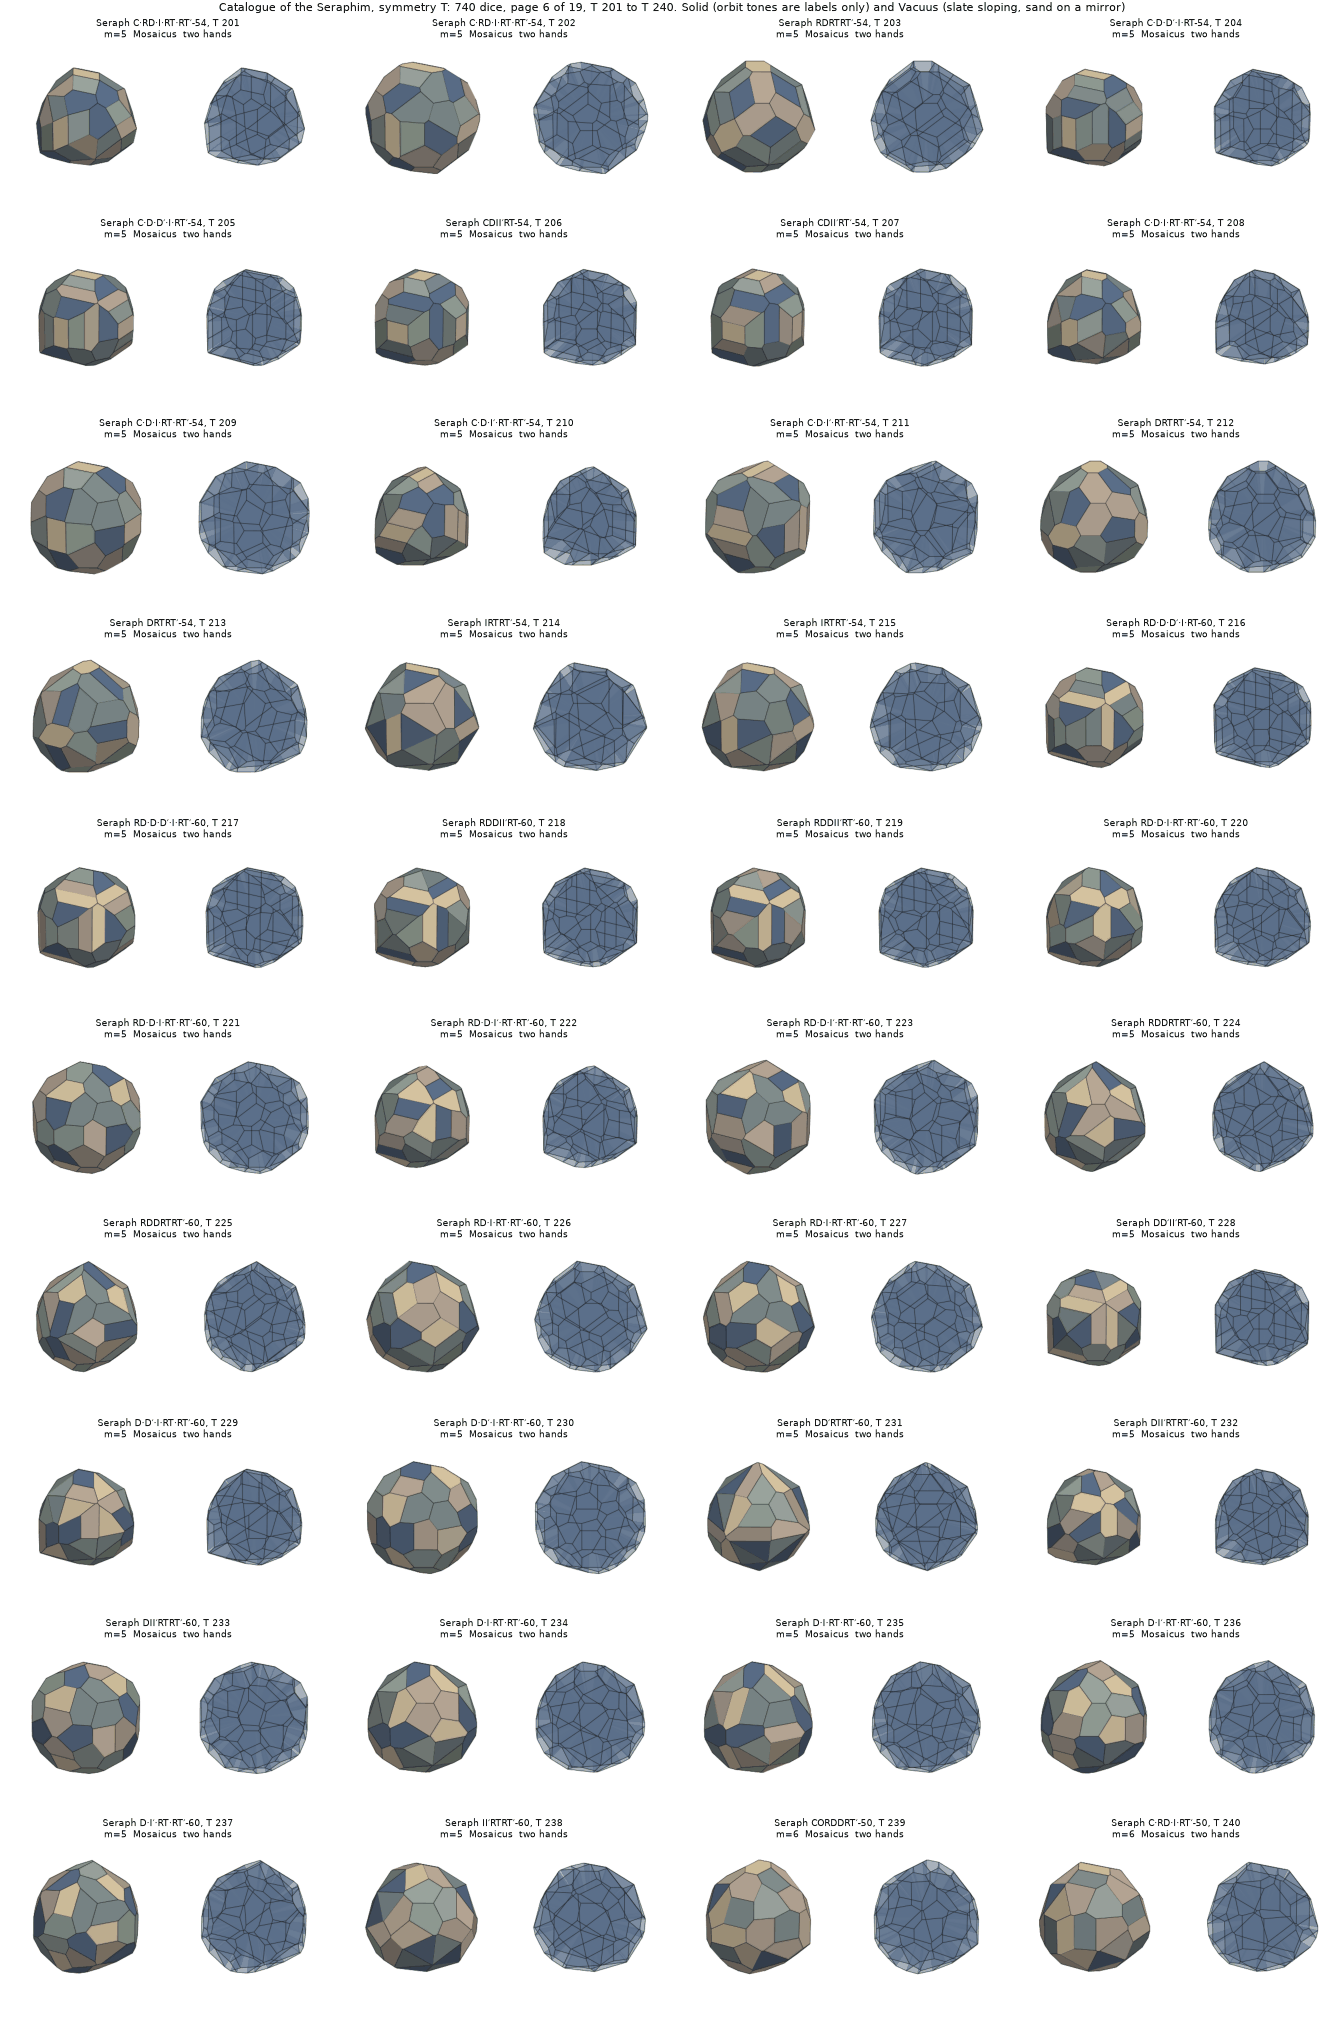 Catalogue of the Seraphim, symmetry T: 740 dice, page 6 of 19, T 201 to T 240. Solid (orbit tones are labels only) and Vacuus (slate sloping, sand on a mirror)
Seraph C·RD·I·RT·RT′-54, T 201
m=5 Mosaicus two hands
Seraph C·RD·I·RT·RT′-54, T 202
m=5 Mosaicus two hands
Seraph RDRTRT′-54, T 203
m=5 Mosaicus two hands
Seraph C·D·D′·I·RT-54, T 204
m=5 Mosaicus two hands
Seraph C·D·D′·I·RT′-54, T 205
m=5 Mosaicus two hands
Seraph CDII′RT-54, T 206
m=5 Mosaicus two hands
Seraph CDII′RT′-54, T 207
m=5 Mosaicus two hands
Seraph C·D·I·RT·RT′-54, T 208
m=5 Mosaicus two hands
Seraph C·D·I·RT·RT′-54, T 209
m=5 Mosaicus two hands
Seraph C·D·I′·RT·RT′-54, T 210
m=5 Mosaicus two hands
Seraph C·D·I′·RT·RT′-54, T 211
m=5 Mosaicus two hands
Seraph DRTRT′-54, T 212
m=5 Mosaicus two hands
Seraph DRTRT′-54, T 213
m=5 Mosaicus two hands
Seraph IRTRT′-54, T 214
m=5 Mosaicus two hands
Seraph IRTRT′-54, T 215
m=5 Mosaicus two hands
Seraph RD·D·D′·I·RT-60, T 216
m=5 Mosaicus two hands
Seraph RD·D·D′·I·RT′-60, T 217
m=5 Mosaicus two hands
Seraph RDDII′RT-60, T 218
m=5 Mosaicus two hands
Seraph RDDII′RT′-60, T 219
m=5 Mosaicus two hands
Seraph RD·D·I·RT·RT′-60, T 220
m=5 Mosaicus two hands
Seraph RD·D·I·RT·RT′-60, T 221
m=5 Mosaicus two hands
Seraph RD·D·I′·RT·RT′-60, T 222
m=5 Mosaicus two hands
Seraph RD·D·I′·RT·RT′-60, T 223
m=5 Mosaicus two hands
Seraph RDDRTRT′-60, T 224
m=5 Mosaicus two hands
Seraph RDDRTRT′-60, T 225
m=5 Mosaicus two hands
Seraph RD·I·RT·RT′-60, T 226
m=5 Mosaicus two hands
Seraph RD·I·RT·RT′-60, T 227
m=5 Mosaicus two hands
Seraph DD′II′RT-60, T 228
m=5 Mosaicus two hands
Seraph D·D′·I·RT·RT′-60, T 229
m=5 Mosaicus two hands
Seraph D·D′·I·RT·RT′-60, T 230
m=5 Mosaicus two hands
Seraph DD′RTRT′-60, T 231
m=5 Mosaicus two hands
Seraph DII′RTRT′-60, T 232
m=5 Mosaicus two hands
Seraph DII′RTRT′-60, T 233
m=5 Mosaicus two hands
Seraph D·I·RT·RT′-60, T 234
m=5 Mosaicus two hands
Seraph D·I·RT·RT′-60, T 235
m=5 Mosaicus two hands
Seraph D·I′·RT·RT′-60, T 236
m=5 Mosaicus two hands
Seraph D·I′·RT·RT′-60, T 237
m=5 Mosaicus two hands
Seraph II′RTRT′-60, T 238
m=5 Mosaicus two hands
Seraph CORDDRT′-50, T 239
m=6 Mosaicus two hands
Seraph C·RD·I·RT′-50, T 240
m=6 Mosaicus two hands